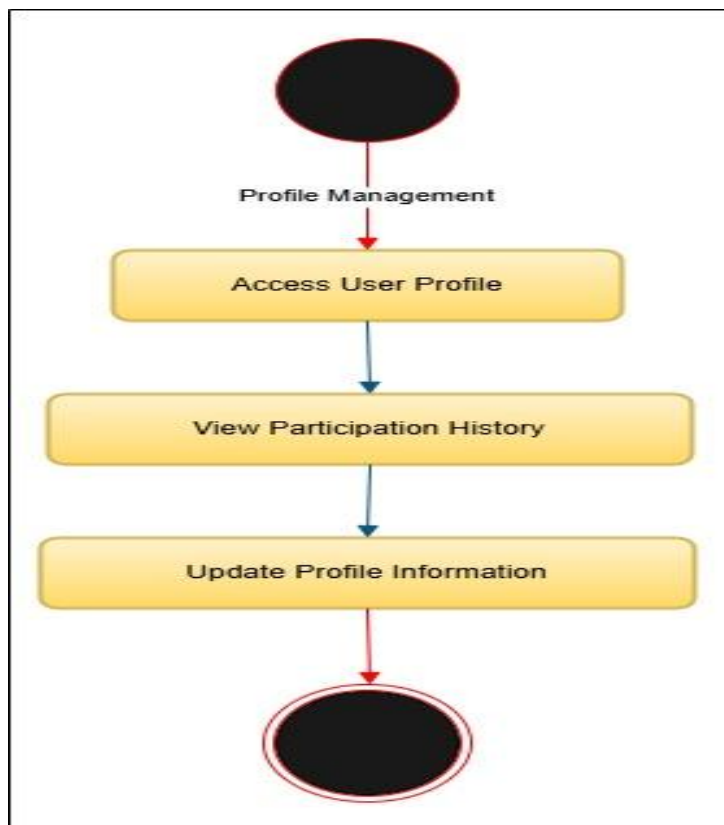 Profile Management
Access User Profile
View Participation History
Update Profile Information